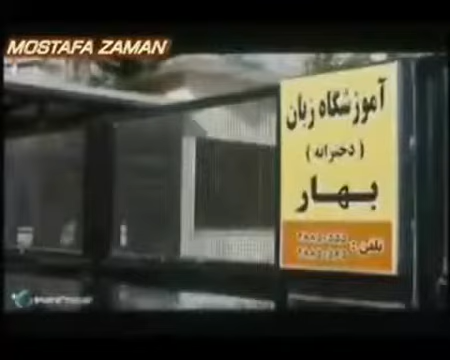 MOSTAFA ZAMAN
آموزشگاه زبان
( دخترانه )
بهار
تلفن :